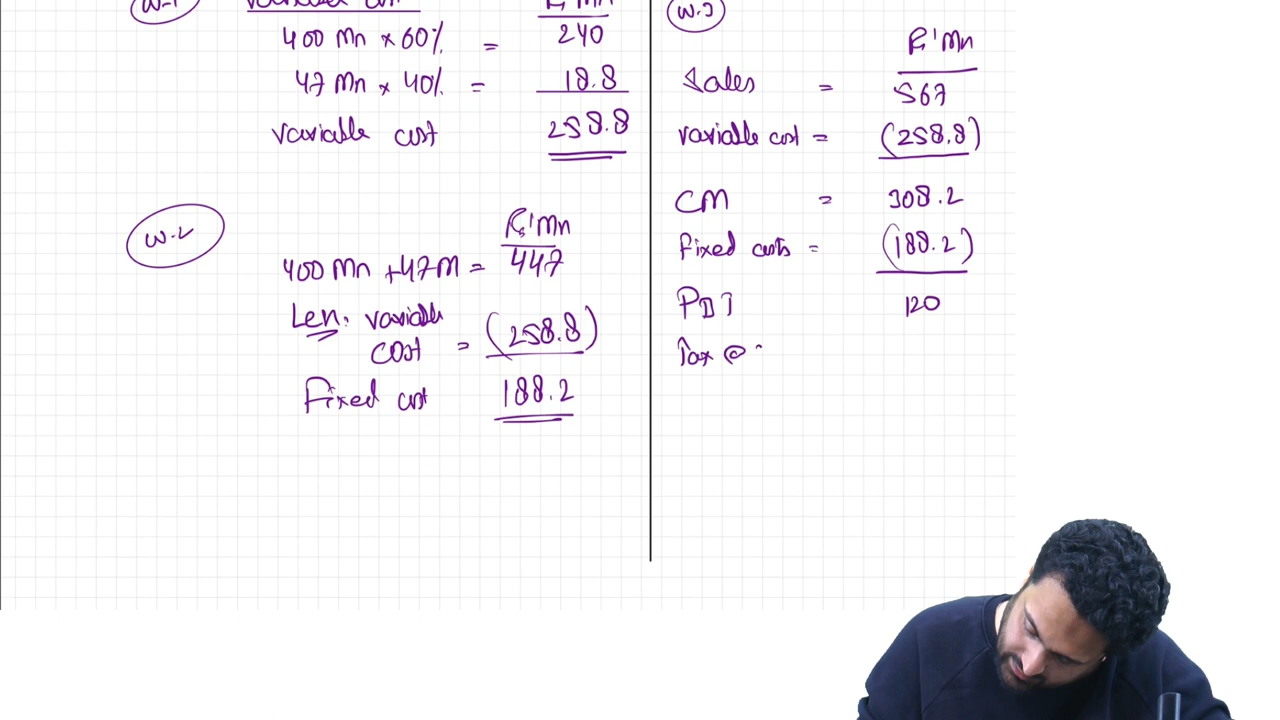 W-1 Variable cost
Rs'Mn
400 Mn × 60% = 240
47 Mn × 40% = 18.8
variable cost 258.8
W-2
Rs'Mn
400 Mn + 47M = 447
Less: variable
cost = (258.8)
Fixed cost 188.2
W-3
Rs'Mn
Sales = 567
variable cost = (258.8)
CM = 308.2
fixed costs = (188.2)
PBT 120
Tax @